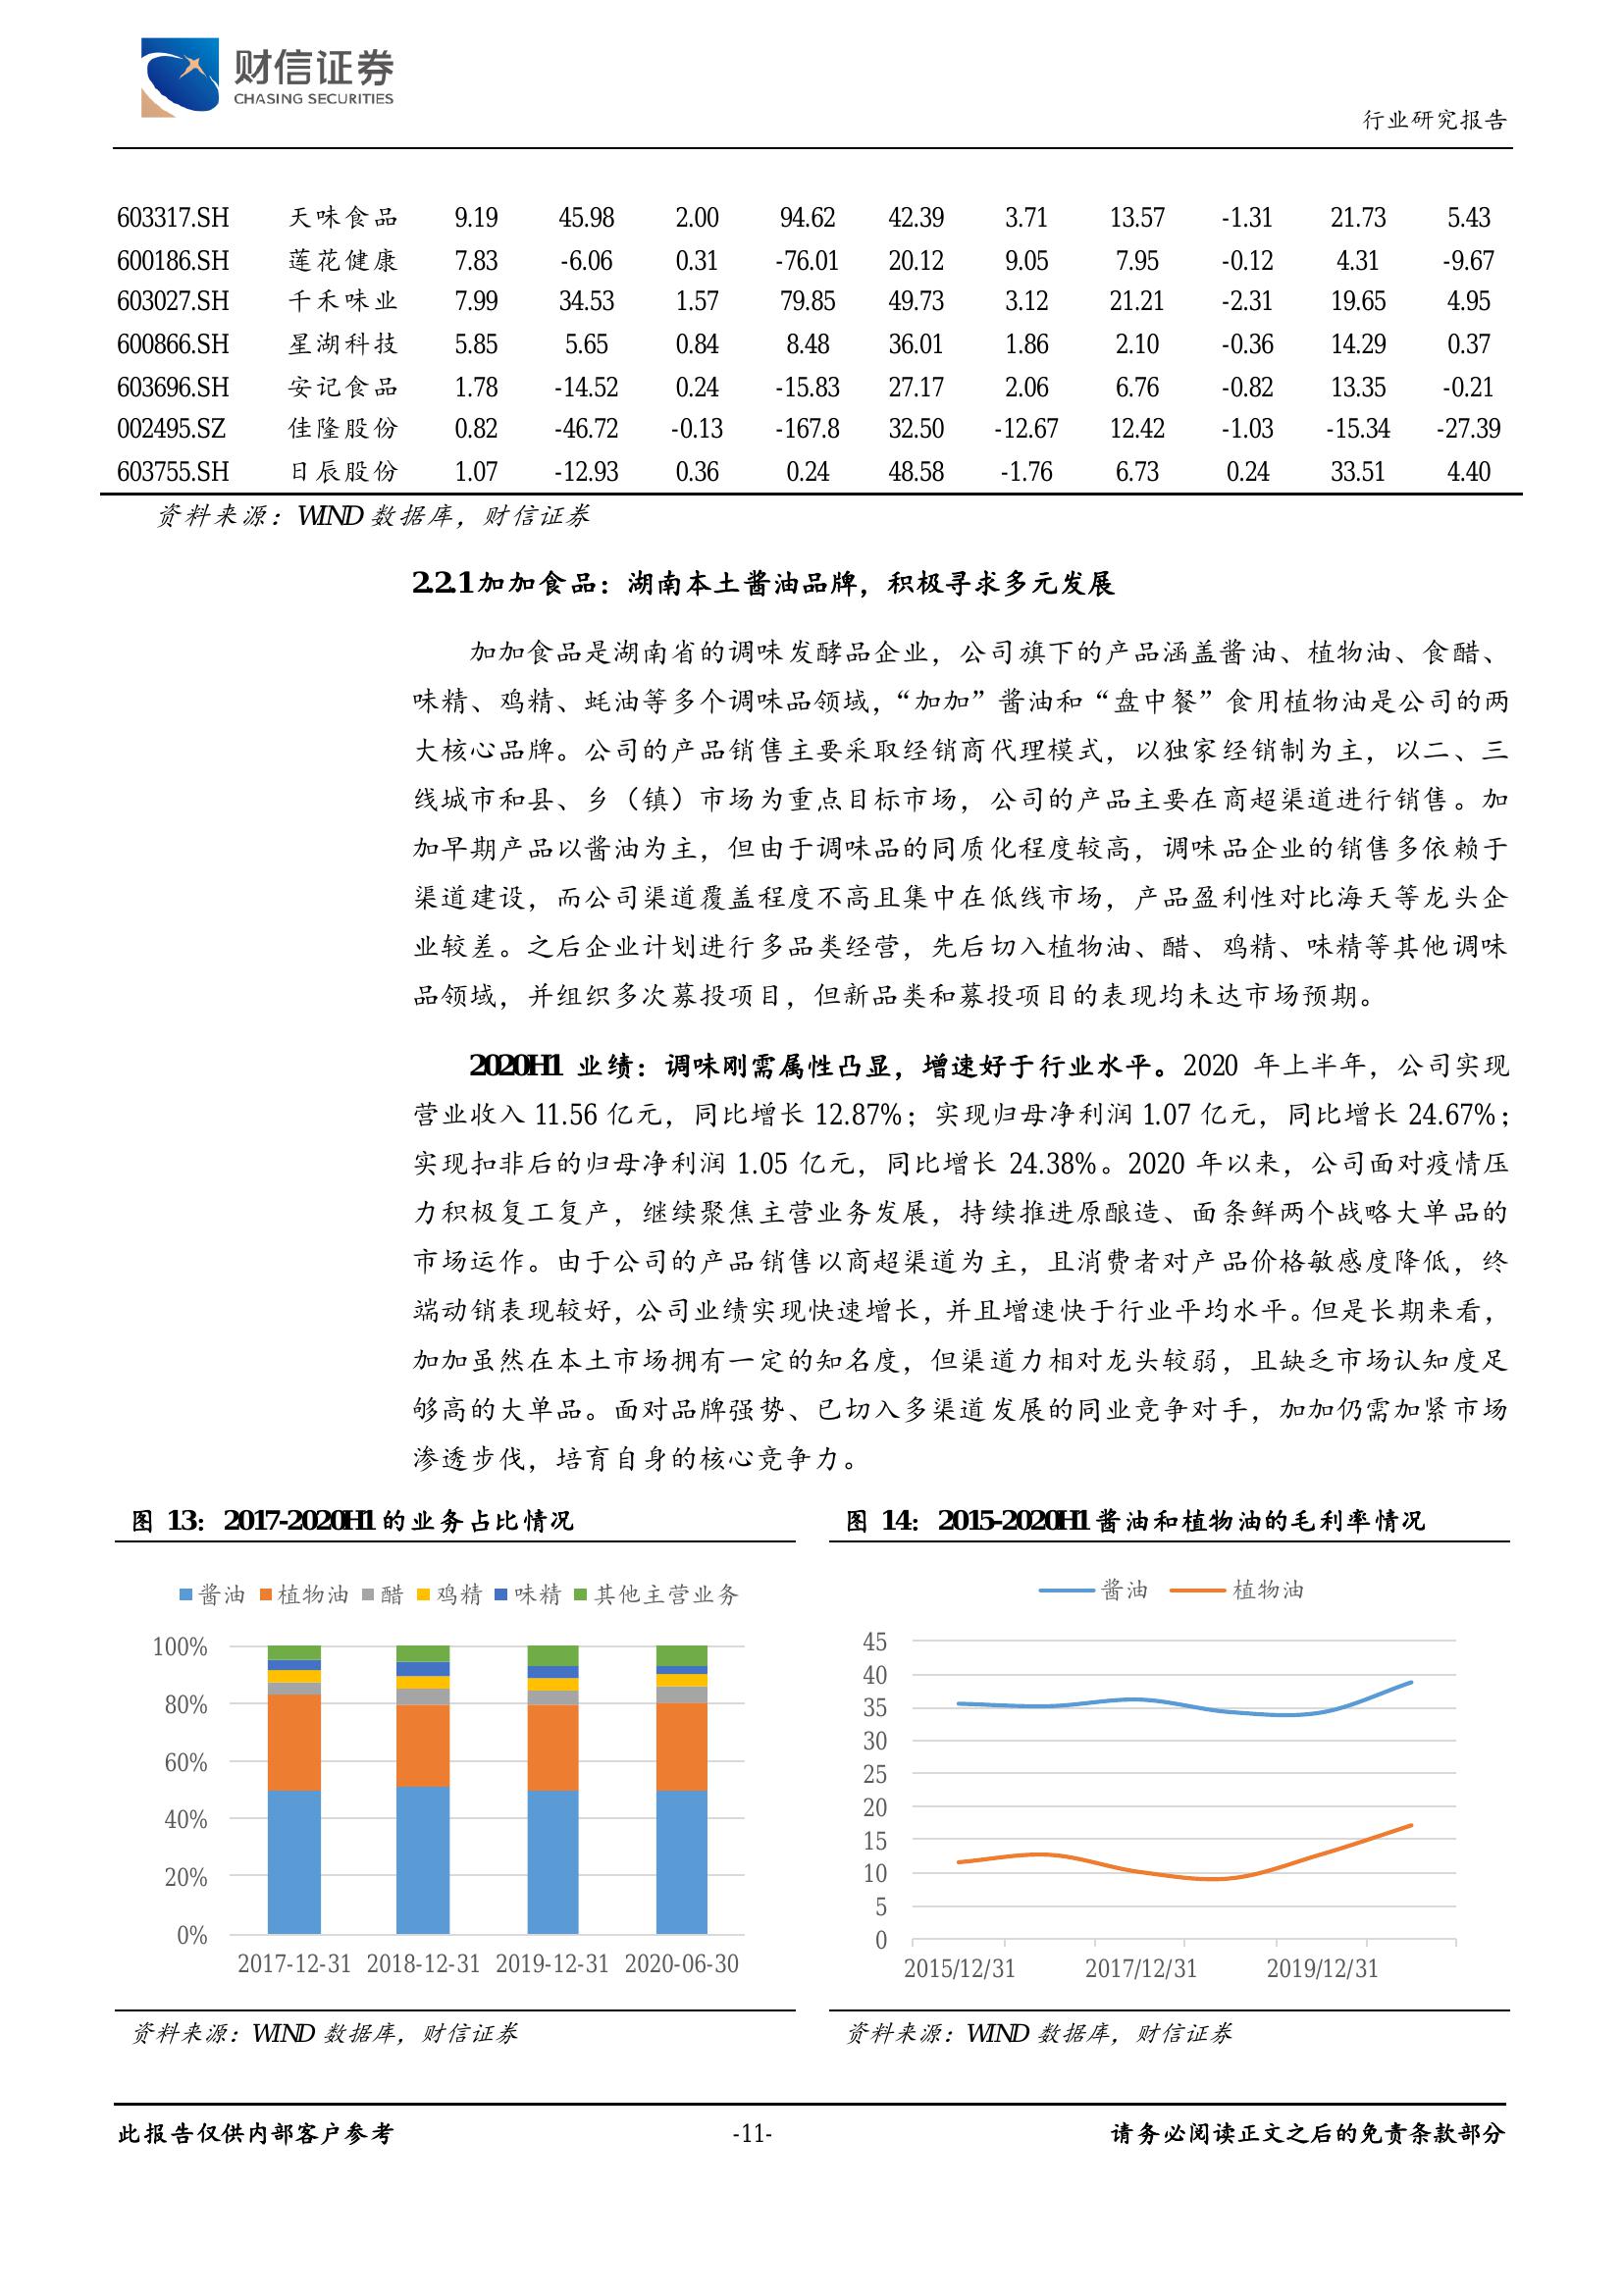 财信证券
CHASING SECURITIES
行业研究报告
603317.SH 天味食品 9.19 45.98 2.00 94.62 42.39 3.71 13.57 -1.31 21.73 5.43
600186.SH 莲花健康 7.83 -6.06 0.31 -76.01 20.12 9.05 7.95 -0.12 4.31 -9.67
603027.SH 千禾味业 7.99 34.53 1.57 79.85 49.73 3.12 21.21 -2.31 19.65 4.95
600866.SH 星湖科技 5.85 5.65 0.84 8.48 36.01 1.86 2.10 -0.36 14.29 0.37
603696.SH 安记食品 1.78 -14.52 0.24 -15.83 27.17 2.06 6.76 -0.82 13.35 -0.21
002495.SZ 佳隆股份 0.82 -46.72 -0.13 -167.8 32.50 -12.67 12.42 -1.03 -15.34 -27.39
603755.SH 日辰股份 1.07 -12.93 0.36 0.24 48.58 -1.76 6.73 0.24 33.51 4.40
资料来源：WIND 数据库，财信证券
2.2.1 加加食品：湖南本土酱油品牌，积极寻求多元发展
加加食品是湖南省的调味发酵品企业，公司旗下的产品涵盖酱油、植物油、食醋、
味精、鸡精、蚝油等多个调味品领域，“加加”酱油和“盘中餐”食用植物油是公司的两
大核心品牌。公司的产品销售主要采取经销商代理模式，以独家经销制为主，以二、三
线城市和县、乡（镇）市场为重点目标市场，公司的产品主要在商超渠道进行销售。加
加早期产品以酱油为主，但由于调味品的同质化程度较高，调味品企业的销售多依赖于
渠道建设，而公司渠道覆盖程度不高且集中在低线市场，产品盈利性对比海天等龙头企
业较差。之后企业计划进行多品类经营，先后切入植物油、醋、鸡精、味精等其他调味
品领域，并组织多次募投项目，但新品类和募投项目的表现均未达市场预期。
2020H1 业绩：调味刚需属性凸显，增速好于行业水平。2020 年上半年，公司实现
营业收入 11.56 亿元，同比增长 12.87%；实现归母净利润 1.07 亿元，同比增长 24.67%；
实现扣非后的归母净利润 1.05 亿元，同比增长 24.38%。2020 年以来，公司面对疫情压
力积极复工复产，继续聚焦主营业务发展，持续推进原酿造、面条鲜两个战略大单品的
市场运作。由于公司的产品销售以商超渠道为主，且消费者对产品价格敏感度降低，终
端动销表现较好，公司业绩实现快速增长，并且增速快于行业平均水平。但是长期来看，
加加虽然在本土市场拥有一定的知名度，但渠道力相对龙头较弱，且缺乏市场认知度足
够高的大单品。面对品牌强势、已切入多渠道发展的同业竞争对手，加加仍需加紧市场
渗透步伐，培育自身的核心竞争力。
图 13：2017-2020H1 的业务占比情况
酱油 植物油 醋 鸡精 味精 其他主营业务
100%
80%
60%
40%
20%
0%
2017-12-31 2018-12-31 2019-12-31 2020-06-30
资料来源：WIND 数据库，财信证券
图 14：2015-2020H1 酱油和植物油的毛利率情况
酱油 植物油
45
40
35
30
25
20
15
10
5
0
2015/12/31 2017/12/31 2019/12/31
资料来源：WIND 数据库，财信证券
此报告仅供内部客户参考 -11- 请务必阅读正文之后的免责条款部分